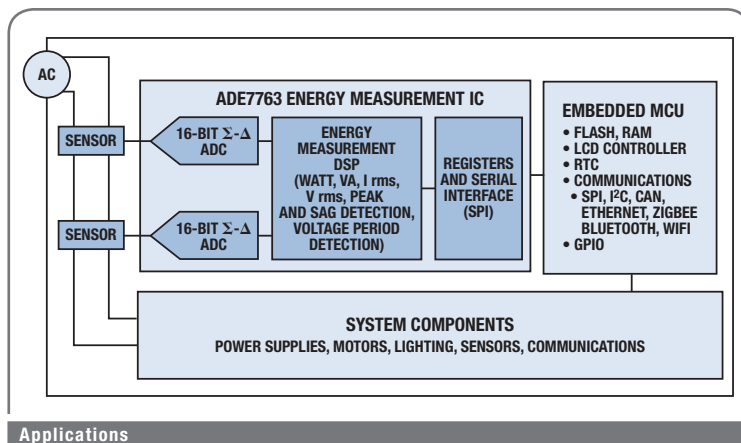 AC
ADE7763 ENERGY MEASUREMENT IC
SENSOR
16-BIT Σ-Δ
ADC
SENSOR
16-BIT Σ-Δ
ADC
ENERGY
MEASUREMENT
DSP
(WATT, VA, I rms,
V rms, PEAK
AND SAG DETECTION,
VOLTAGE PERIOD
DETECTION)
REGISTERS
AND SERIAL
INTERFACE
(SPI)
EMBEDDED MCU
• FLASH, RAM
• LCD CONTROLLER
• RTC
• COMMUNICATIONS
• SPI, I²C, CAN,
ETHERNET, ZIGBEE
BLUETOOTH, WIFI
• GPIO
SYSTEM COMPONENTS
POWER SUPPLIES, MOTORS, LIGHTING, SENSORS, COMMUNICATIONS
Applications